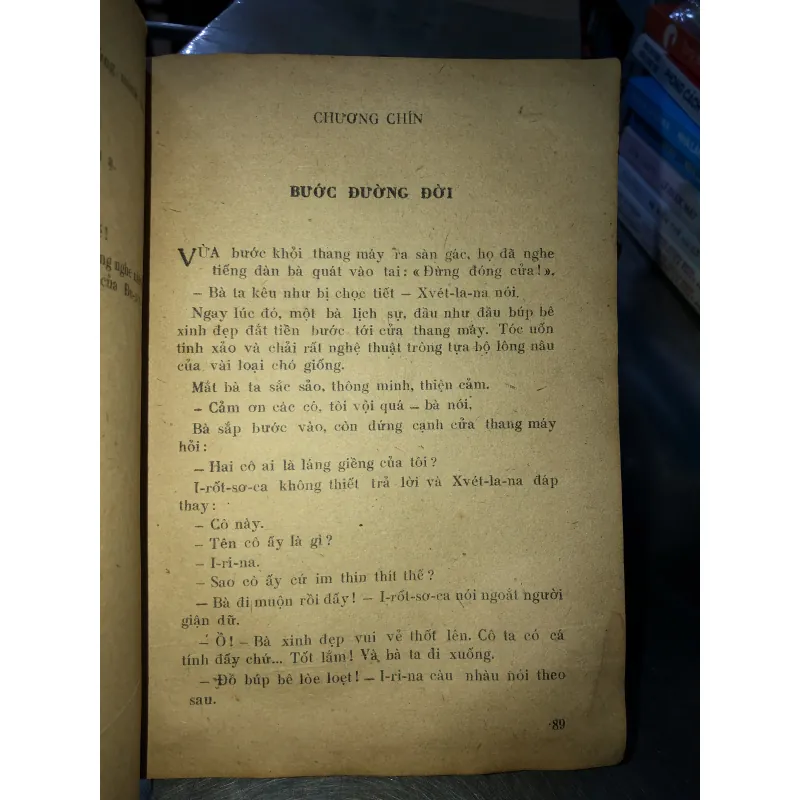 ng nghe
của
CHƯƠNG CHÍN
BƯỚC ĐƯỜNG ĐỜI
VỪA bước khỏi thang máy ra sàn gác, họ đã nghe
tiếng đàn bà quát vào tai: «Đừng đóng cửa!».
– Bà ta kêu như bị chọc tiết – Xvét-la-na nói.
Ngay lúc đó, một bà lịch sự, đầu như đầu búp bê
xinh đẹp đắt tiền bước tới cửa thang máy. Tóc uốn
tinh xảo và chải rất nghệ thuật trông tựa bộ lông nâu
của vài loại chó giống.
Mắt bà ta sắc sảo, thông minh, thiện cảm.
– Cảm ơn các cô, tôi vội quá – bà nói.
Bà sắp bước vào, còn đứng cạnh cửa thang máy
hỏi:
– Hai cô ai là láng giềng của tôi?
I-rốt-sơ-ca không thiết trả lời và Xvét-la-na đáp
thay:
– Cô này.
– Tên cô ấy là gì?
– I-ri-na.
– Sao cô ấy cứ im thin thít thế?
– Bà đi muộn rồi đấy! – I-rốt-sơ-ca nói ngoặt người
giận dữ.
– Ồ! – Bà xinh đẹp vui vẻ thốt lên. Cô ta có cá
tính đấy chứ... Tốt lắm! Và bà ta đi xuống.
– Đồ búp bê lòe loẹt! – I-ri-na càu nhàu nói theo
sau.
89
PHONG CÁCH